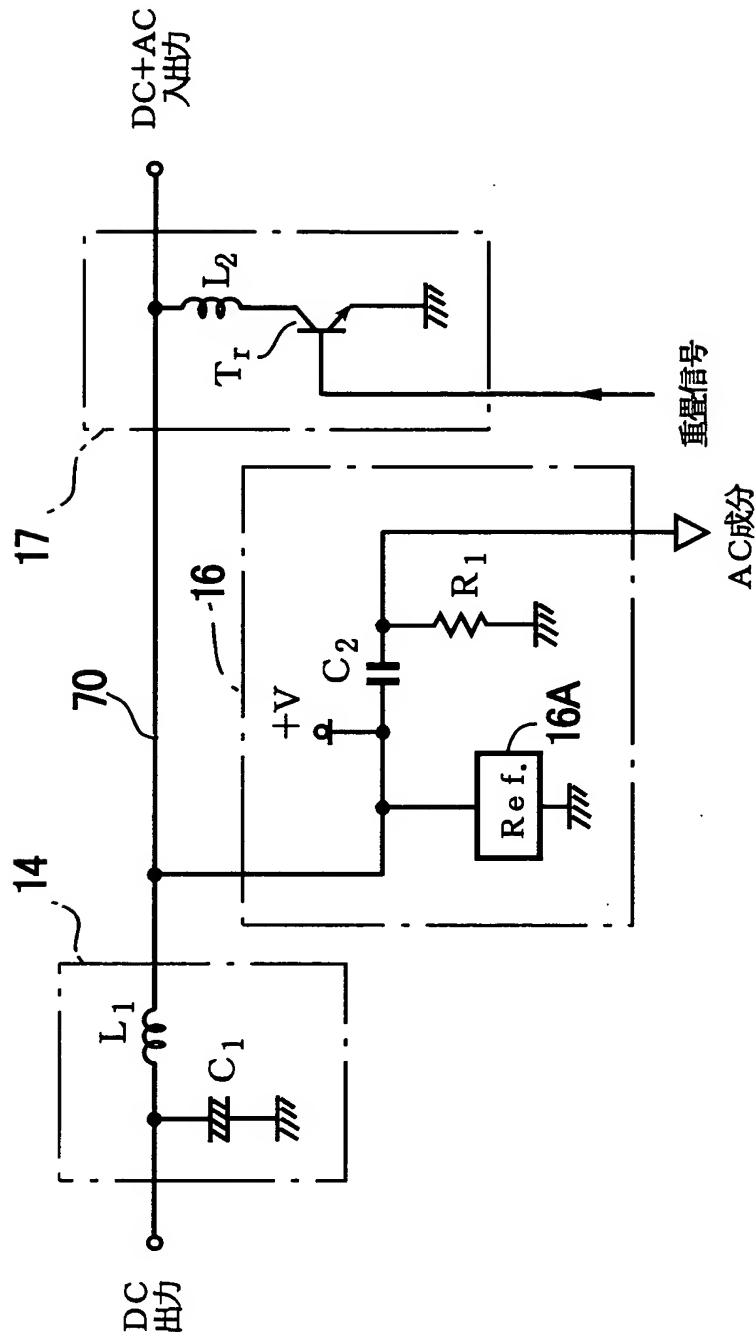 DC
出力
14
L1
C1
70
16
+V
C2
R1
Ref.
16A
AC成分
17
L2
Tr
重畳信号
DC+AC
入出力